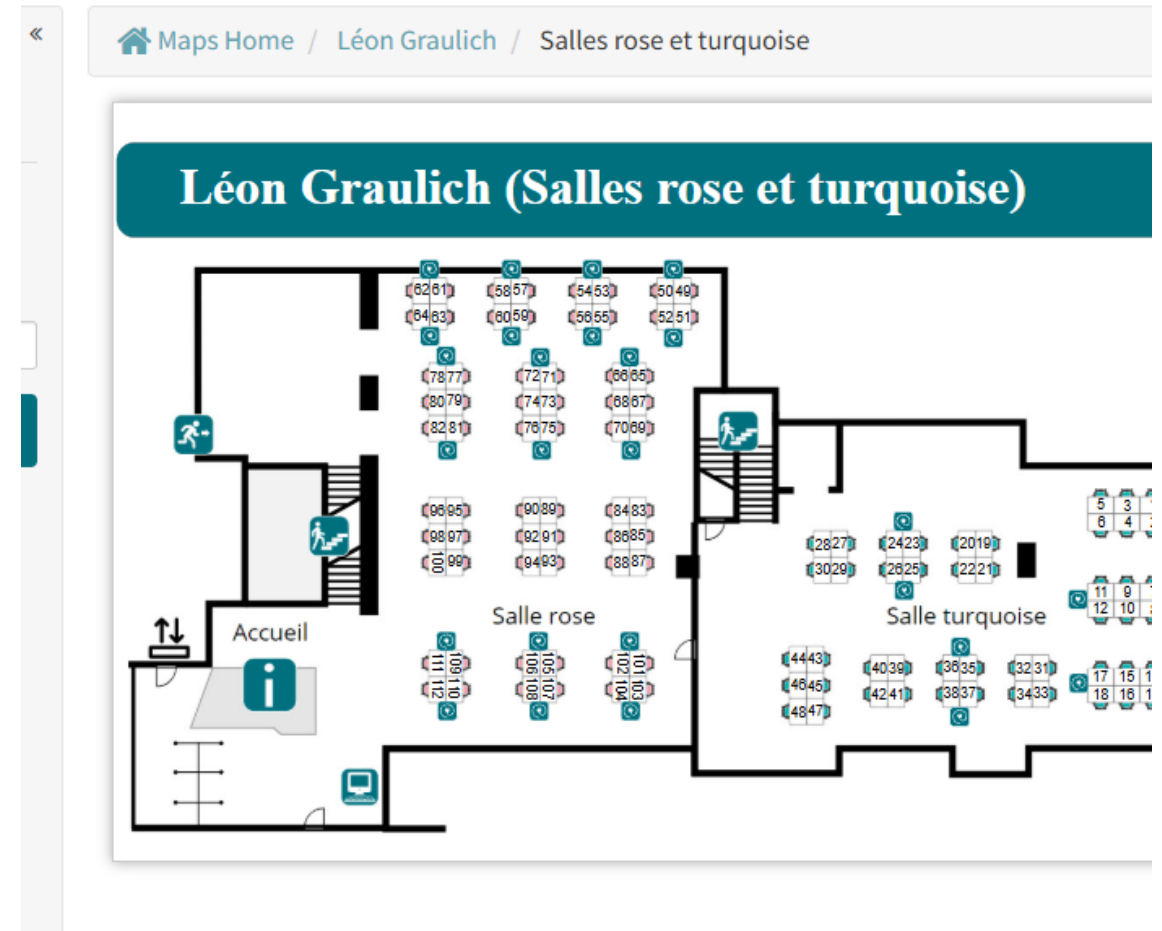 «
Maps Home / Léon Graulich / Salles rose et turquoise
Léon Graulich (Salles rose et turquoise)
62 61 58 57 54 53 50 49
64 63 60 59 56 55 52 51
78 77 72 71 66 65
80 79 74 73 68 67
82 81 76 75 70 69
96 95 90 89 84 83
98 97 92 91 86 85
100 99 94 93 88 87
Salle rose
111 109 106 105 102 101
112 110 108 107 104 103
Accueil
28 27 24 23 20 19
30 29 26 25 22 21
Salle turquoise
44 43 40 39 36 35 32 31
46 45 42 41 38 37 34 33
48 47
5 3
6 4
11 9
12 10
17 15
18 16